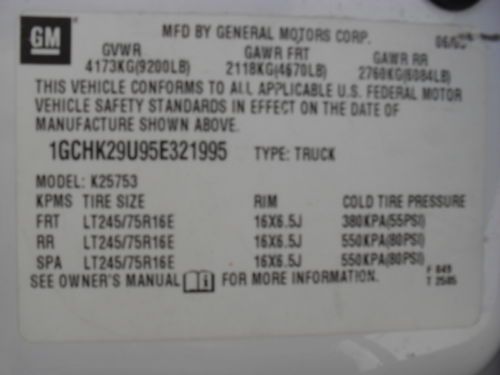 GM
MFD BY GENERAL MOTORS CORP.
GVWR GAWR FRT GAWR RR
4173KG(9200LB) 2118KG(4670LB) 2760KG(6084LB)
THIS VEHICLE CONFORMS TO ALL APPLICABLE U.S. FEDERAL MOTOR
VEHICLE SAFETY STANDARDS IN EFFECT ON THE DATE OF
MANUFACTURE SHOWN ABOVE.
1GCHK29U95E321995 TYPE: TRUCK
MODEL: K25753
KPMS TIRE SIZE RIM COLD TIRE PRESSURE
FRT LT245/75R16E 16X6.5J 380KPA(55PSI)
RR LT245/75R16E 16X6.5J 550KPA(80PSI)
SPA LT245/75R16E 16X6.5J 550KPA(80PSI)
SEE OWNER'S MANUAL FOR MORE INFORMATION.